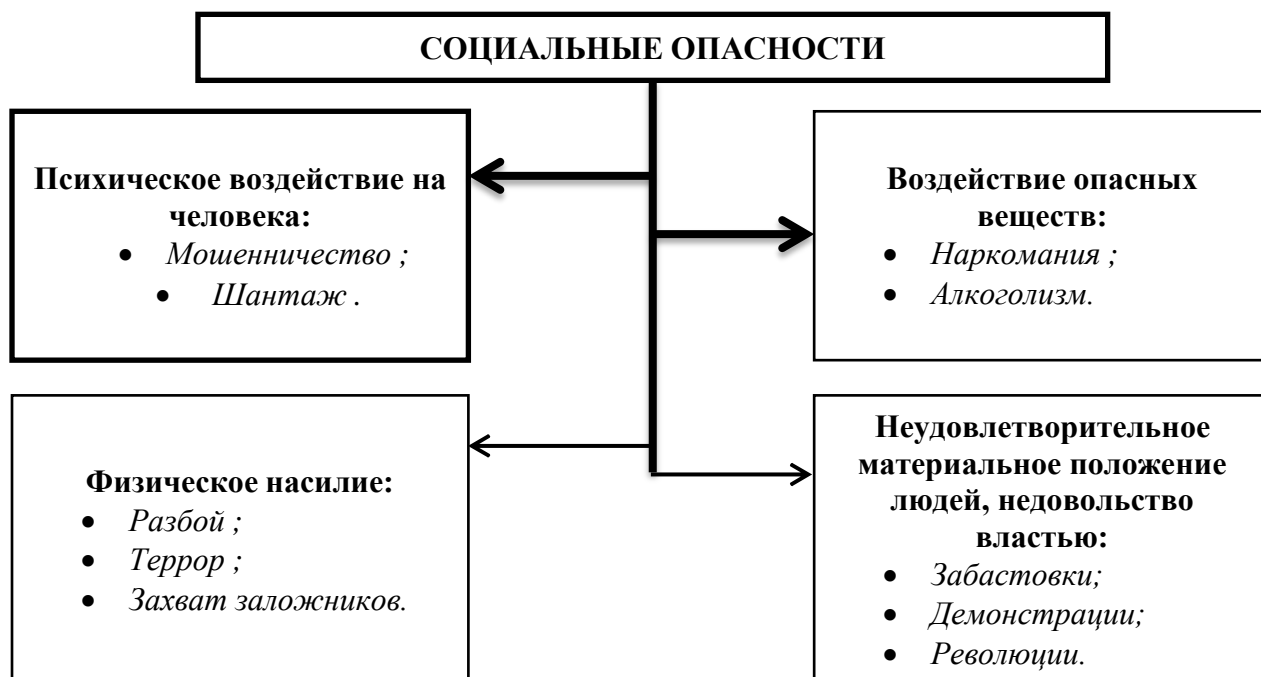 СОЦИАЛЬНЫЕ ОПАСНОСТИ
Психическое воздействие на
человека:
• Мошенничество ;
• Шантаж .
Воздействие опасных
веществ:
• Наркомания ;
• Алкоголизм.
Физическое насилие:
• Разбой ;
• Террор ;
• Захват заложников.
Неудовлетворительное
материальное положение
людей, недовольство
властью:
• Забастовки;
• Демонстрации;
• Революции.